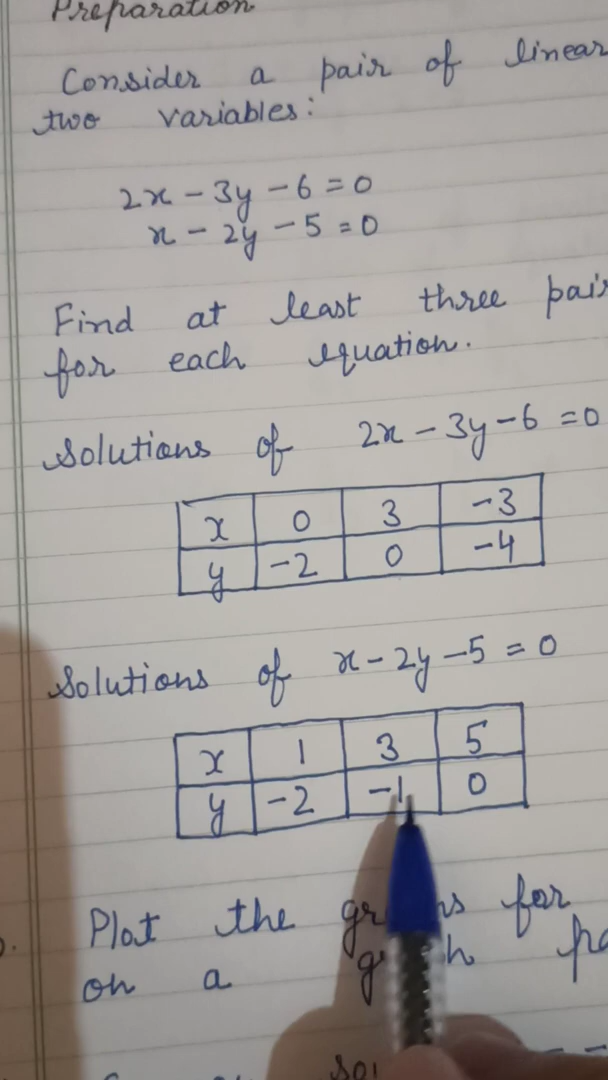 Preparation
Consider a pair of linear
two variables:
2x - 3y - 6 = 0
x - 2y - 5 = 0
Find at least three
for each equation.
Solutions of 2x - 3y - 6 = 0
x 0 3 -3
y -2 0 -4
Solutions of x - 2y - 5 = 0
x 1 3 5
y -2 -1 0
Plot the for
on a